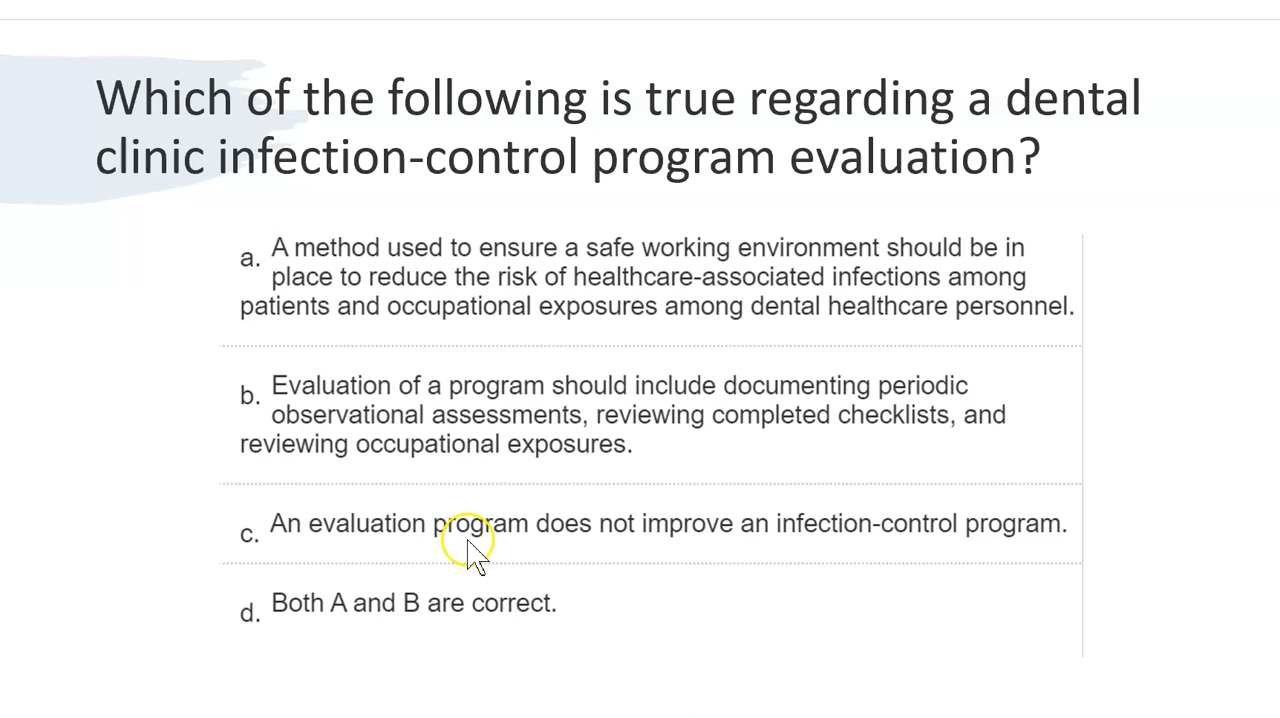 Which of the following is true regarding a dental
clinic infection-control program evaluation?
a. A method used to ensure a safe working environment should be in
place to reduce the risk of healthcare-associated infections among
patients and occupational exposures among dental healthcare personnel.
b. Evaluation of a program should include documenting periodic
observational assessments, reviewing completed checklists, and
reviewing occupational exposures.
c. An evaluation program does not improve an infection-control program.
d. Both A and B are correct.